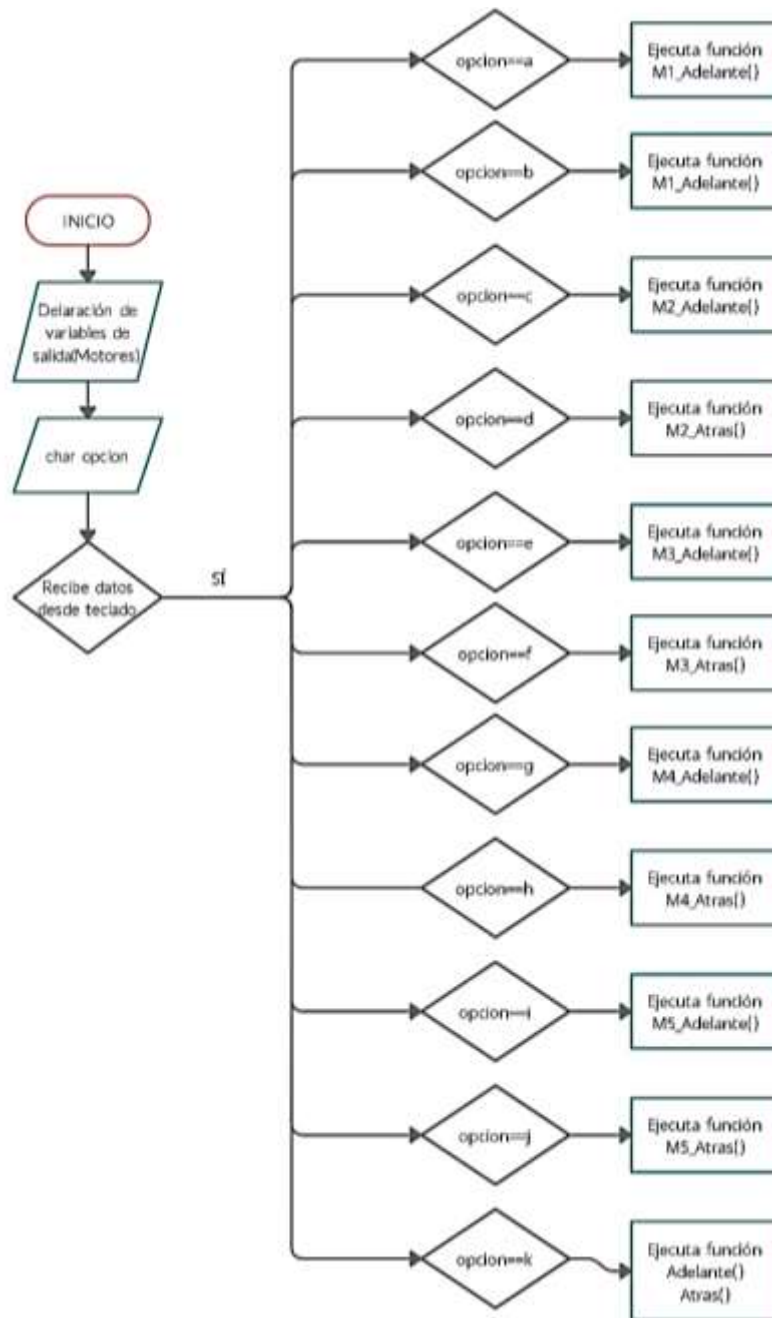 INICIO
Delaración de
variables de
salida(Motores)
char opcion
Recibe datos
desde teclado
SÍ
opcion==a
Ejecuta función
M1_Adelante()
opcion==b
Ejecuta función
M1_Adelante()
opcion==c
Ejecuta función
M2_Adelante()
opcion==d
Ejecuta función
M2_Atras()
opcion==e
Ejecuta función
M3_Adelante()
opcion==f
Ejecuta función
M3_Atras()
opcion==g
Ejecuta función
M4_Adelante()
opcion==h
Ejecuta función
M4_Atras()
opcion==i
Ejecuta función
M5_Adelante()
opcion==j
Ejecuta función
M5_Atras()
opcion==k
Ejecuta función
Adelante()
Atras()